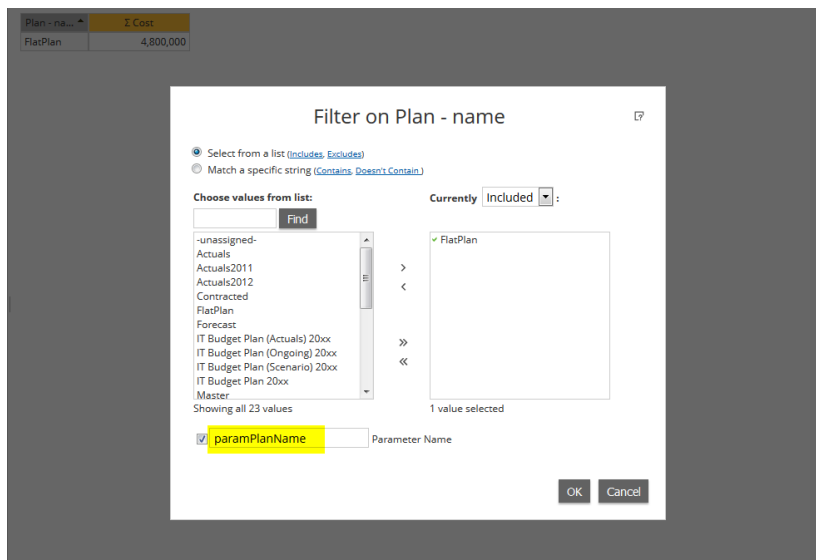 Plan - na... Σ Cost
FlatPlan 4,800,000
Filter on Plan - name
Select from a list (Includes, Excludes)
Match a specific string (Contains, Doesn't Contain )
Choose values from list:
Currently Included :
Find
-unassigned-
Actuals
Actuals2011
Actuals2012
Contracted
FlatPlan
Forecast
IT Budget Plan (Actuals) 20xx
IT Budget Plan (Ongoing) 20xx
IT Budget Plan (Scenario) 20xx
IT Budget Plan 20xx
Master
FlatPlan
Showing all 23 values
1 value selected
paramPlanName Parameter Name
OK Cancel